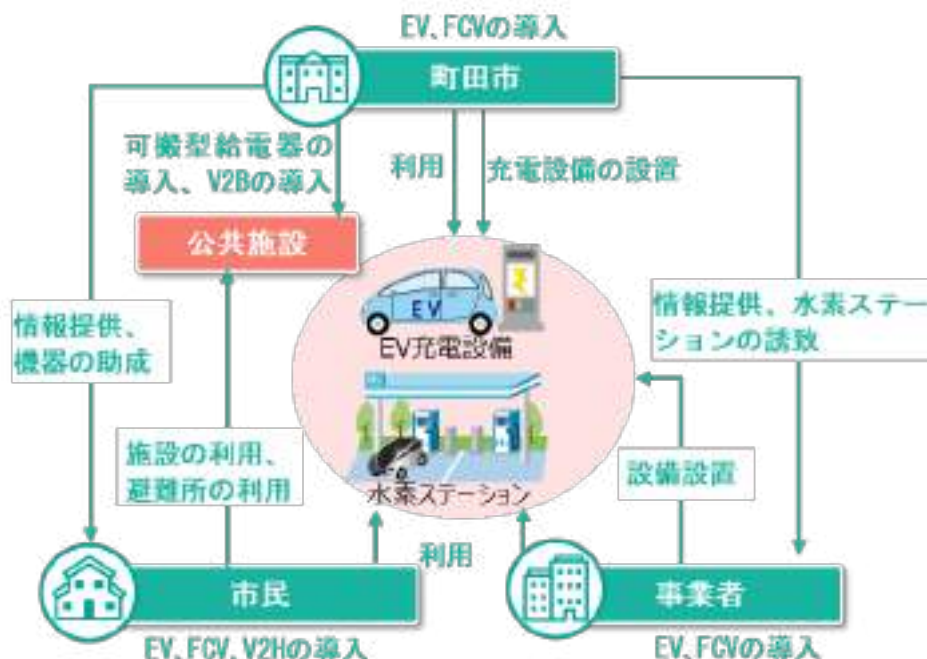 EV、FCVの導入
町田市
可搬型給電器の
導入、V2Bの導入
利用
充電設備の設置
公共施設
EV
EV充電設備
情報提供、
機器の助成
情報提供、水素ステー
ションの誘致
施設の利用、
避難所の利用
水素ステーション
設備設置
利用
市民
事業者
EV、FCV、V2Hの導入
EV、FCVの導入